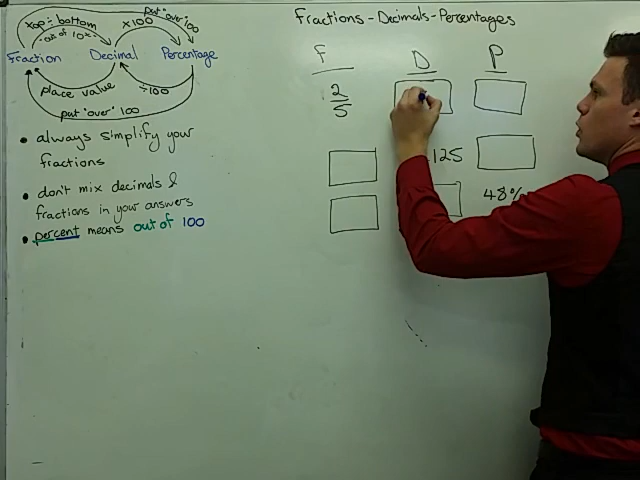 Fractions - Decimals - Percentages
put "over" 100
top ÷ bottom
"out of 10x"
x100
Fraction Decimal Percentage
place value
÷100
put "over" 100
• always simplify your
fractions
• don't mix decimals &
fractions in your answers
• percent means out of 100
F D P
2
5
.125
48%